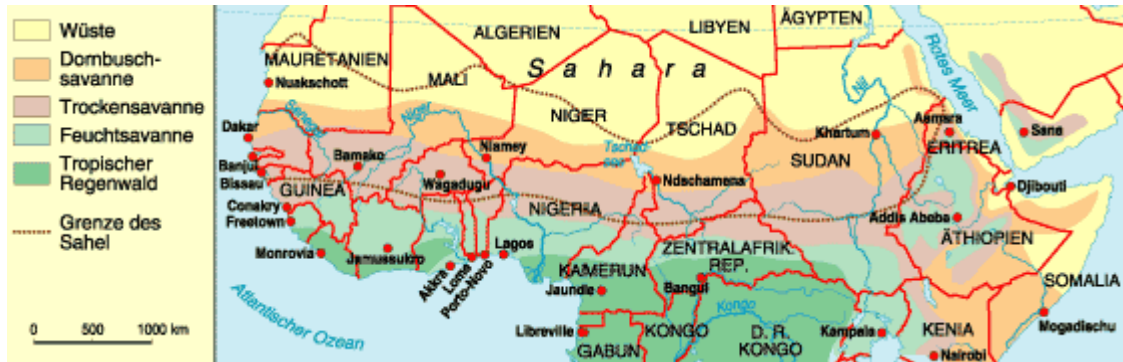 Wüste
Dornbusch-
savanne
Trockensavanne
Feuchtsavanne
Tropischer
Regenwald
Grenze des
Sahel
0 500 1000 km
ALGERIEN
LIBYEN
ÄGYPTEN
MAURETANIEN
Nuakschott
MALI
Sahara
Rotes Meer
Nil
Senegal
Niger
NIGER
TSCHAD
Dakar
Khartum
Asmara
Sana
Banjul
Bamako
Niamey
Tschad-
see
SUDAN
ERITREA
Bissau
GUINEA
Wagadugu
Ndschamena
Djibouti
Conakry
Freetown
NIGERIA
Addis Abeba
ÄTHIOPIEN
Monrovia
Jamussukro
Akkra
Lome
Porto-Novo
Lagos
KAMERUN
ZENTRALAFRIK.
REP.
SOMALIA
Jaunde
Bangui
Atlantischer Ozean
Kongo
Libreville
GABUN
KONGO
D. R.
KONGO
Kampala
KENIA
Nairobi
Mogadischu